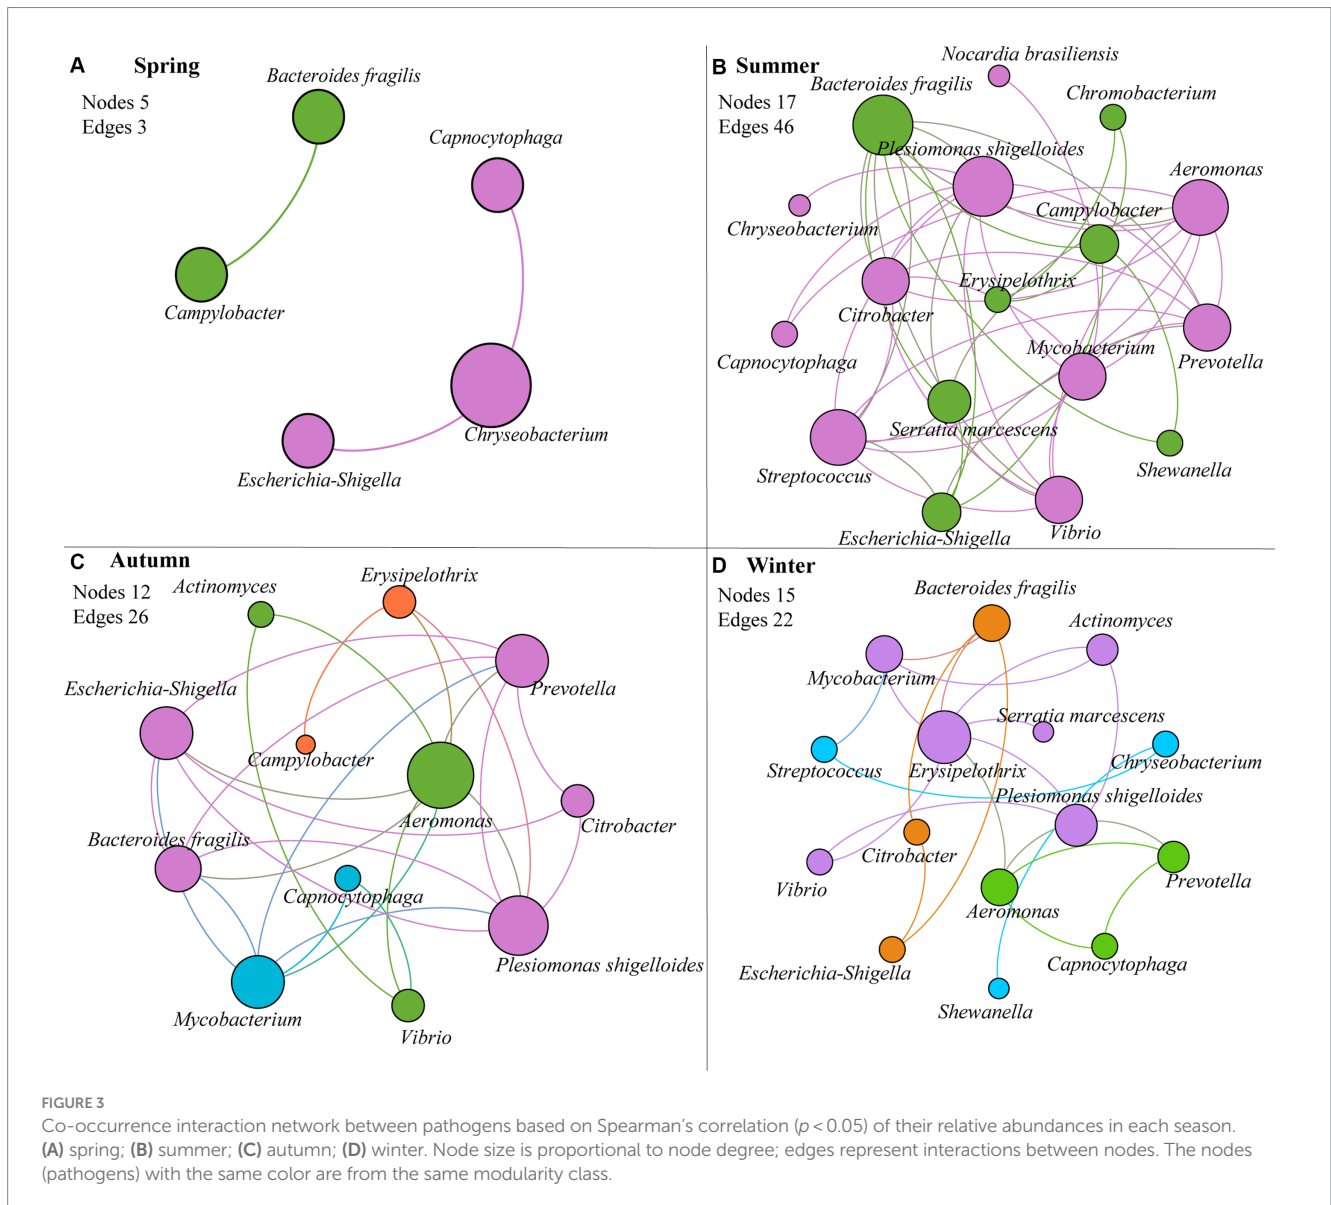 A Spring
Nodes 5
Edges 3
Bacteroides fragilis
Capnocytophaga
Campylobacter
Chryseobacterium
Escherichia-Shigella
B Summer
Nodes 17
Edges 46
Nocardia brasiliensis
Bacteroides fragilis
Chromobacterium
Plesiomonas shigelloides
Aeromonas
Campylobacter
Chryseobacterium
Erysipelothrix
Citrobacter
Mycobacterium
Capnocytophaga
Prevotella
Serratia marcescens
Streptococcus
Shewanella
Escherichia-Shigella
Vibrio
C Autumn
Nodes 12
Edges 26
Actinomyces
Erysipelothrix
Escherichia-Shigella
Prevotella
Campylobacter
Aeromonas
Citrobacter
Bacteroides fragilis
Capnocytophaga
Plesiomonas shigelloides
Mycobacterium
Vibrio
D Winter
Nodes 15
Edges 22
Bacteroides fragilis
Actinomyces
Mycobacterium
Serratia marcescens
Streptococcus
Erysipelothrix
Chryseobacterium
Plesiomonas shigelloides
Citrobacter
Vibrio
Prevotella
Aeromonas
Escherichia-Shigella
Capnocytophaga
Shewanella
FIGURE 3
Co-occurrence interaction network between pathogens based on Spearman's correlation (p < 0.05) of their relative abundances in each season.
(A) spring; (B) summer; (C) autumn; (D) winter. Node size is proportional to node degree; edges represent interactions between nodes. The nodes
(pathogens) with the same color are from the same modularity class.